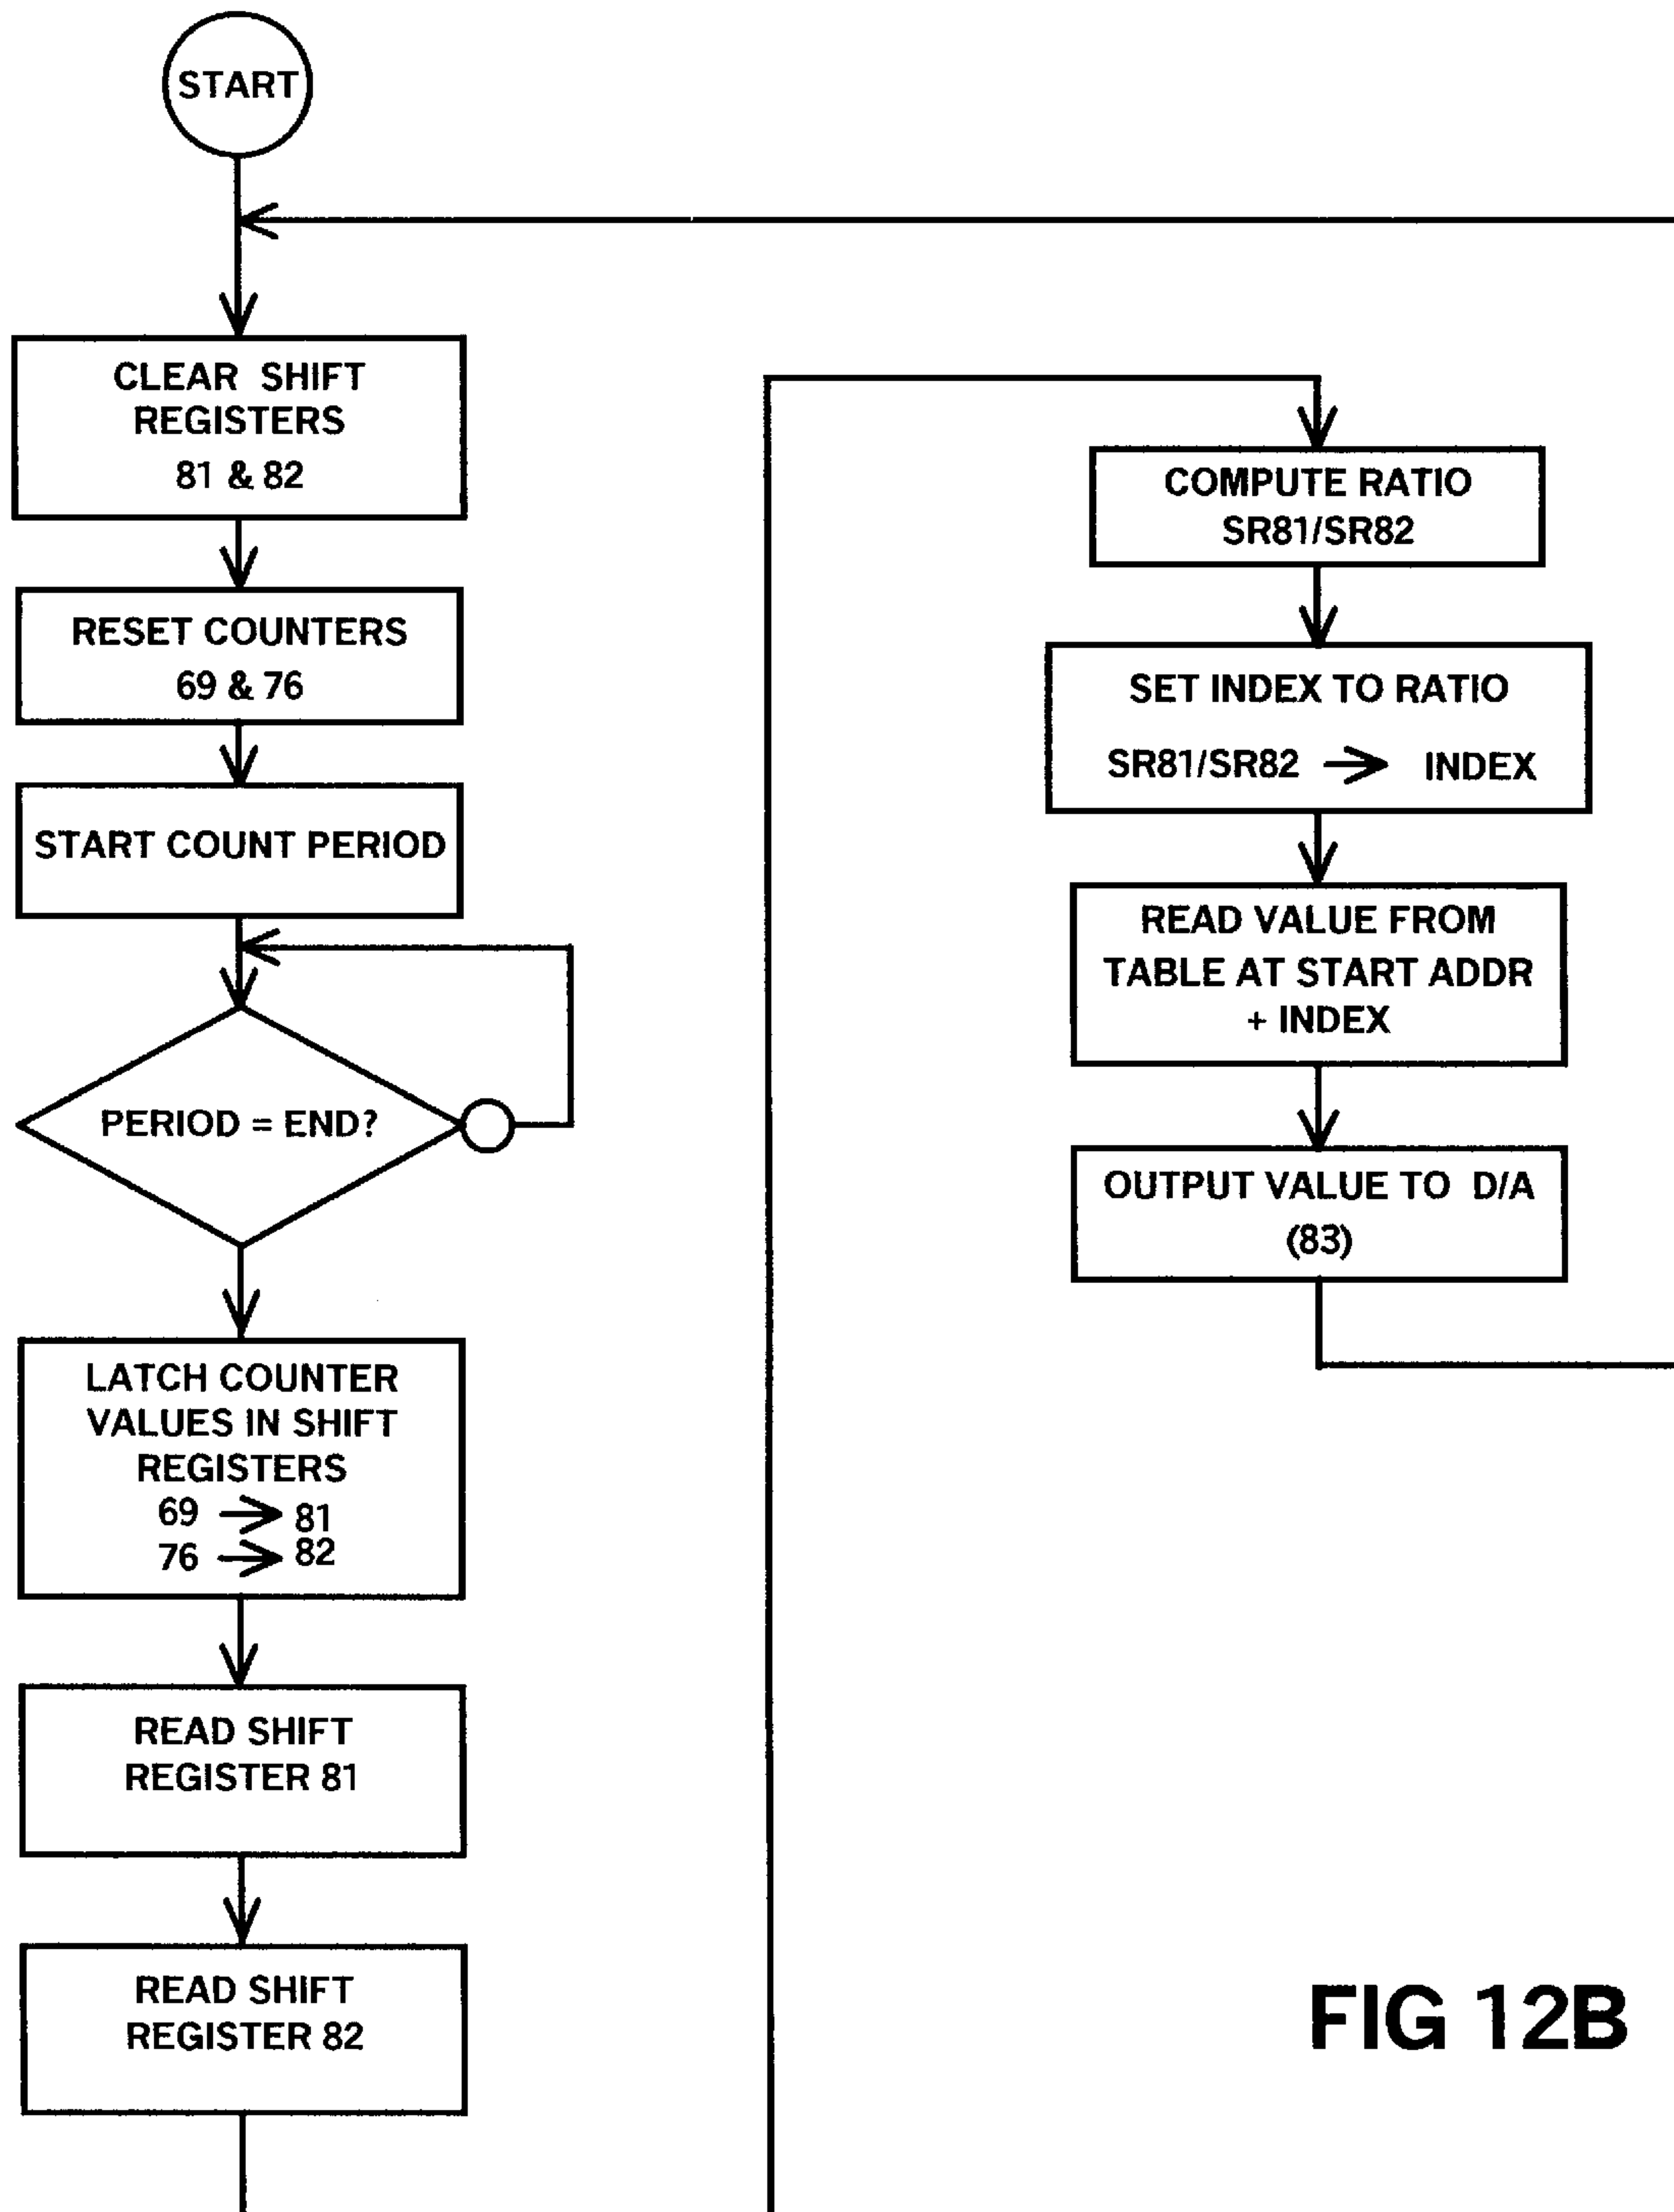 START
CLEAR SHIFT
REGISTERS
81 & 82
RESET COUNTERS
69 & 76
START COUNT PERIOD
PERIOD = END?
LATCH COUNTER
VALUES IN SHIFT
REGISTERS
69 → 81
76 → 82
READ SHIFT
REGISTER 81
READ SHIFT
REGISTER 82
COMPUTE RATIO
SR81/SR82
SET INDEX TO RATIO
SR81/SR82 → INDEX
READ VALUE FROM
TABLE AT START ADDR
+ INDEX
OUTPUT VALUE TO D/A
(83)
FIG 12B